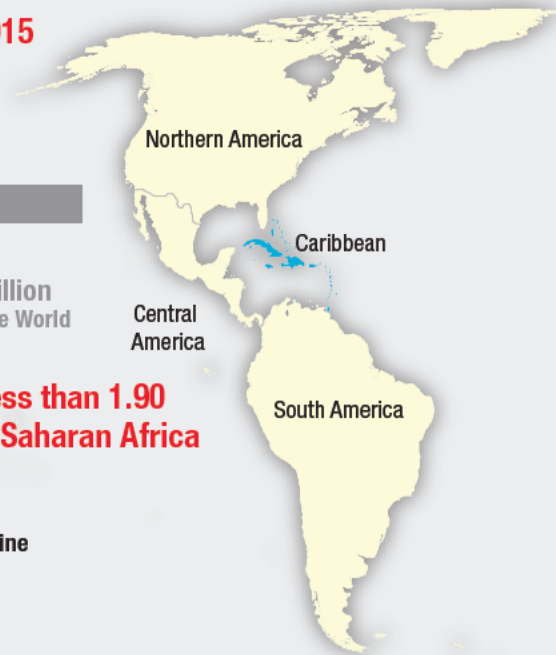 15
Northern America
Caribbean
illion
e World
Central
America
ess than 1.90
Saharan Africa
South America
ine